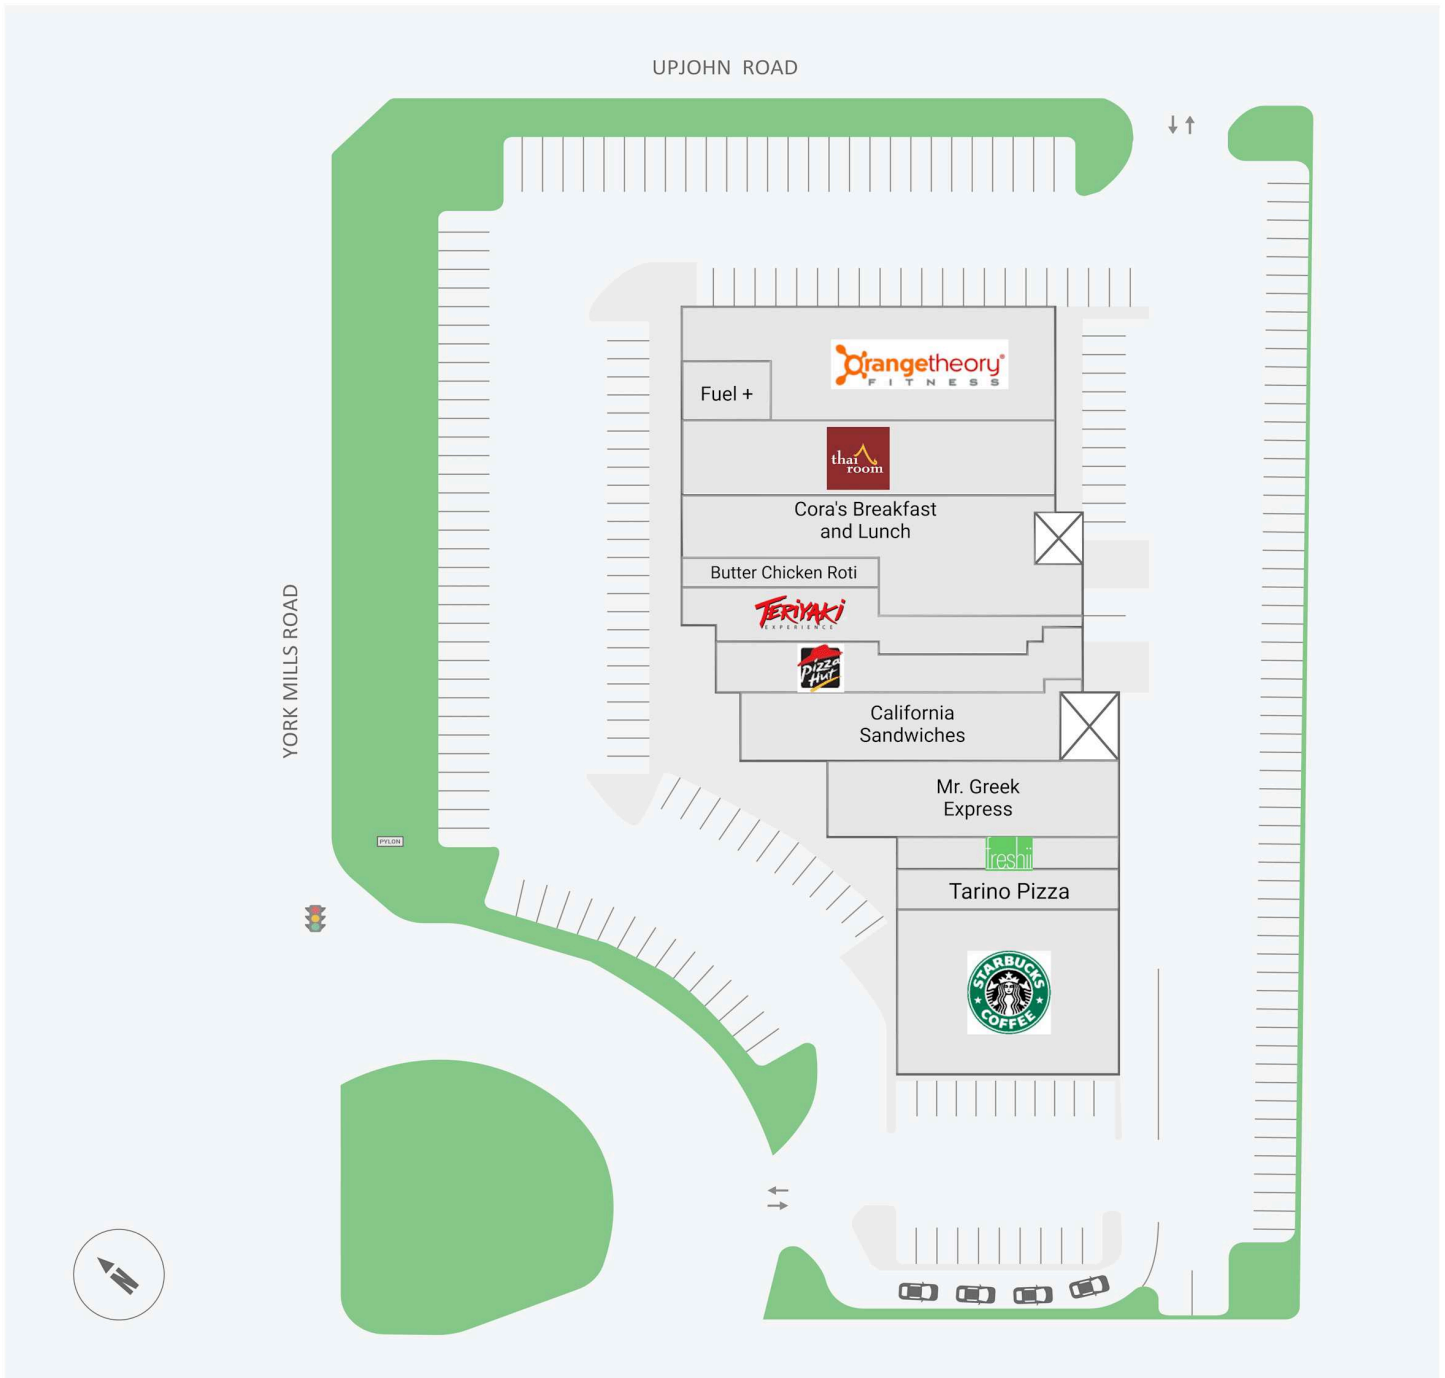 UPJOHN ROAD
orangetheory®
FITNESS
Fuel +
thai
room
Cora's Breakfast
and Lunch
Butter Chicken Roti
TERIYAKI
EXPERIENCE
Pizza
Hut
California
Sandwiches
Mr. Greek
Express
freshii
Tarino Pizza
STARBUCKS
COFFEE
YORK MILLS ROAD
PYLON
N